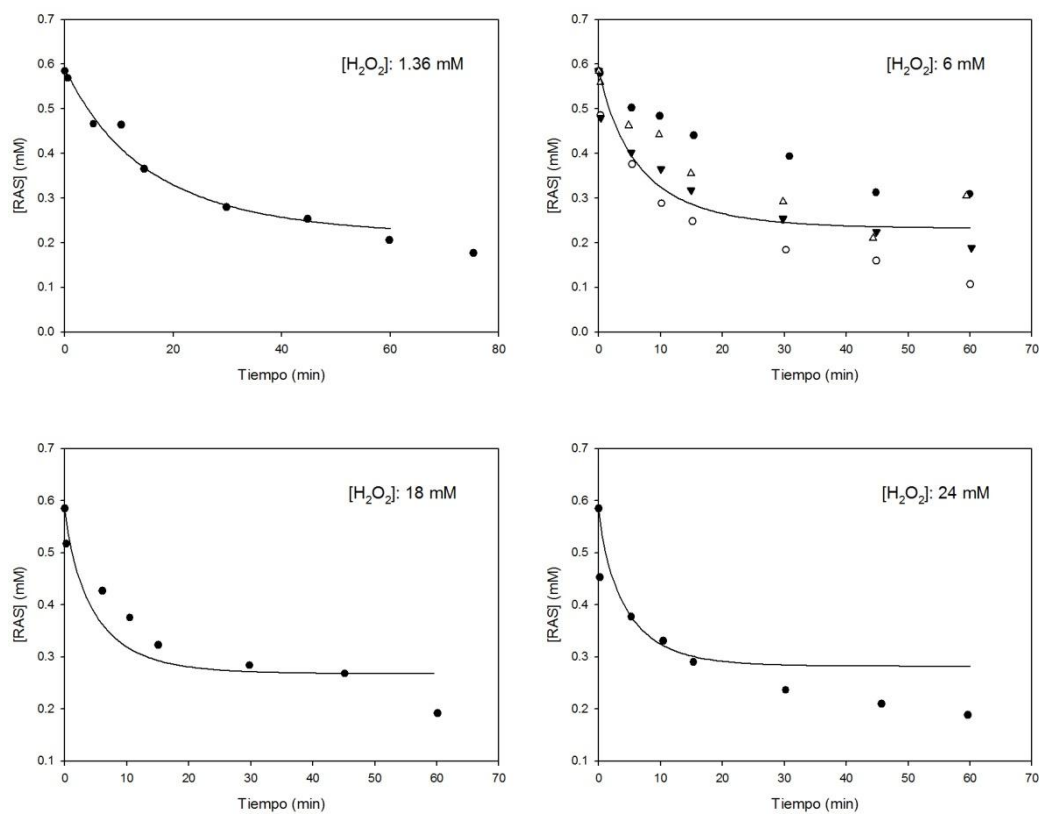 0.7
[H₂O₂]: 1.36 mM
0.6
0.5
0.4
0.3
0.2
0.1
0.0
[RAS] (mM)
0 20 40 60 80
Tiempo (min)
0.7
[H₂O₂]: 6 mM
0.6
0.5
0.4
0.3
0.2
0.1
0.0
[RAS] (mM)
0 10 20 30 40 50 60 70
Tiempo (min)
0.7
[H₂O₂]: 18 mM
0.6
0.5
0.4
0.3
0.2
0.1
[RAS] (mM)
0 10 20 30 40 50 60 70
Tiempo (min)
0.7
[H₂O₂]: 24 mM
0.6
0.5
0.4
0.3
0.2
0.1
[RAS] (mM)
0 10 20 30 40 50 60 70
Tiempo (min)